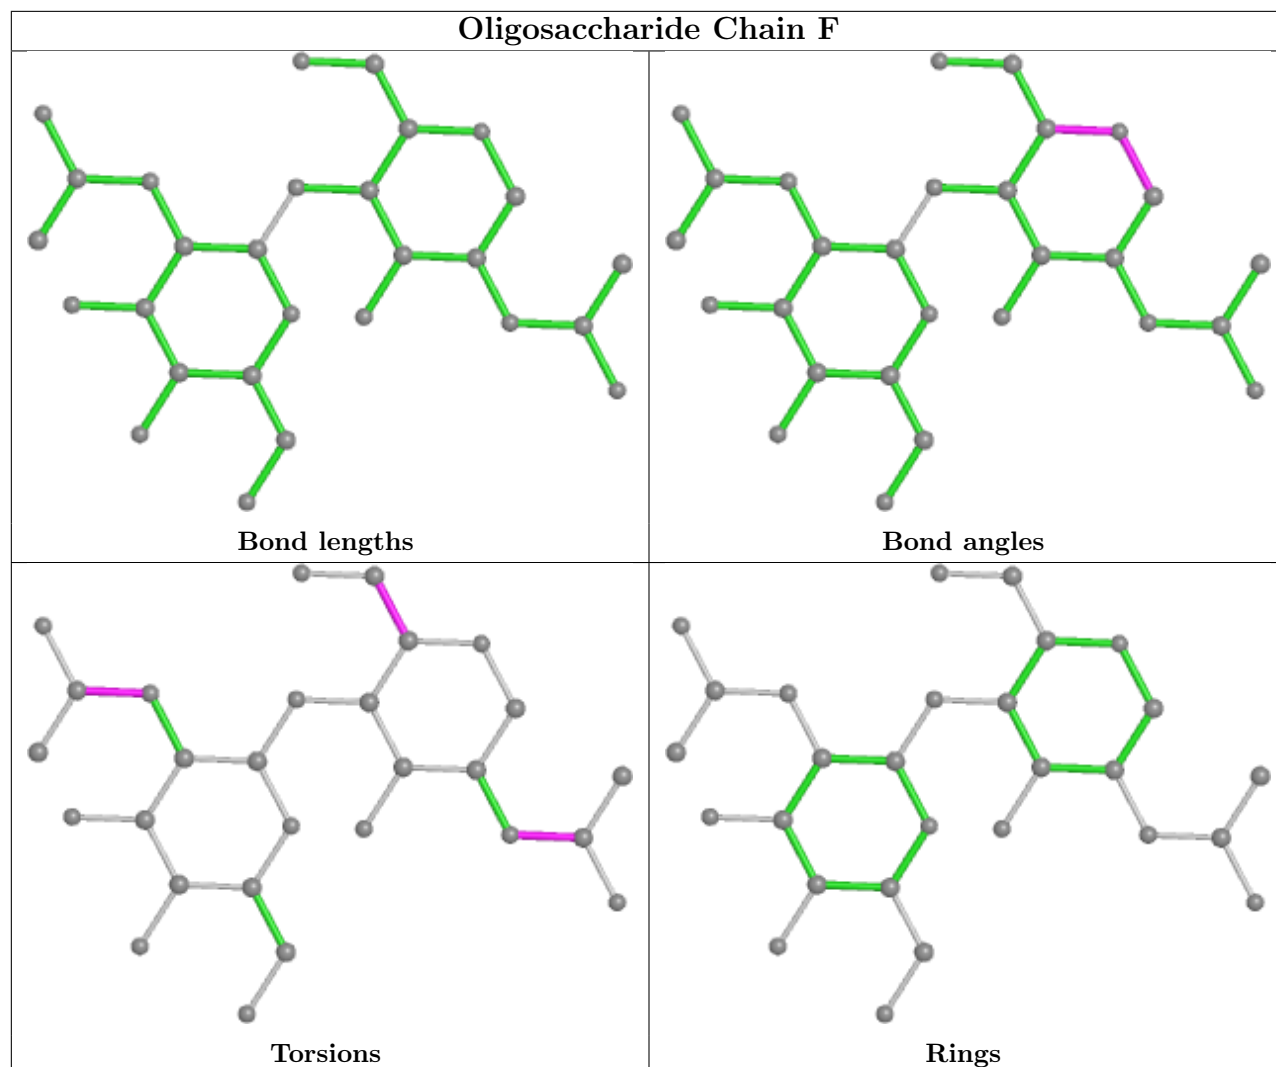 Oligosaccharide Chain F
Bond lengths
Bond angles
Torsions
Rings